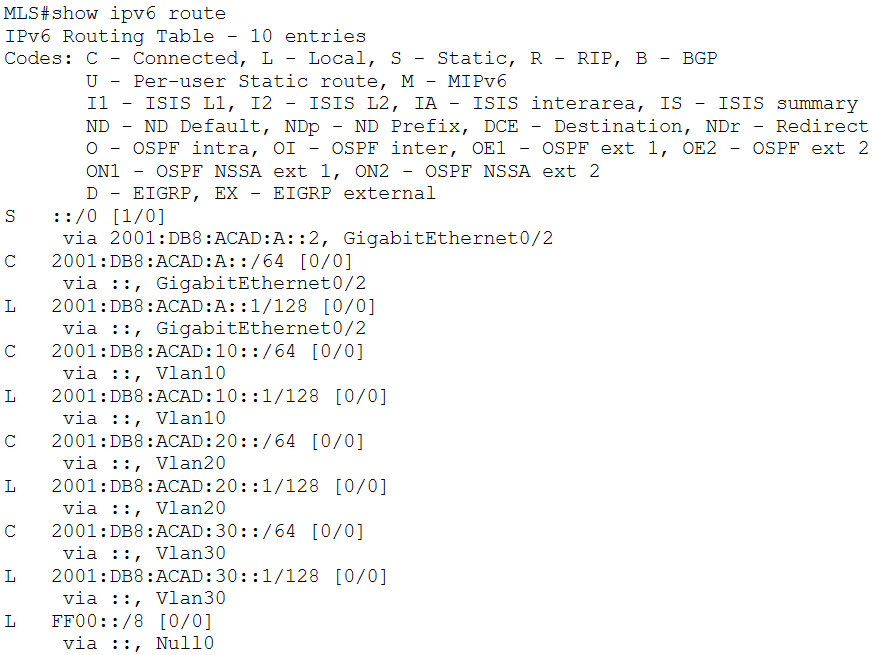 MLS#show ipv6 route
IPv6 Routing Table - 10 entries
Codes: C - Connected, L - Local, S - Static, R - RIP, B - BGP
       U - Per-user Static route, M - MIPv6
       I1 - ISIS L1, I2 - ISIS L2, IA - ISIS interarea, IS - ISIS summary
       ND - ND Default, NDp - ND Prefix, DCE - Destination, NDr - Redirect
       O - OSPF intra, OI - OSPF inter, OE1 - OSPF ext 1, OE2 - OSPF ext 2
       ON1 - OSPF NSSA ext 1, ON2 - OSPF NSSA ext 2
       D - EIGRP, EX - EIGRP external
S   ::/0 [1/0]
     via 2001:DB8:ACAD:A::2, GigabitEthernet0/2
C   2001:DB8:ACAD:A::/64 [0/0]
     via ::, GigabitEthernet0/2
L   2001:DB8:ACAD:A::1/128 [0/0]
     via ::, GigabitEthernet0/2
C   2001:DB8:ACAD:10::/64 [0/0]
     via ::, Vlan10
L   2001:DB8:ACAD:10::1/128 [0/0]
     via ::, Vlan10
C   2001:DB8:ACAD:20::/64 [0/0]
     via ::, Vlan20
L   2001:DB8:ACAD:20::1/128 [0/0]
     via ::, Vlan20
C   2001:DB8:ACAD:30::/64 [0/0]
     via ::, Vlan30
L   2001:DB8:ACAD:30::1/128 [0/0]
     via ::, Vlan30
L   FF00::/8 [0/0]
     via ::, Null0